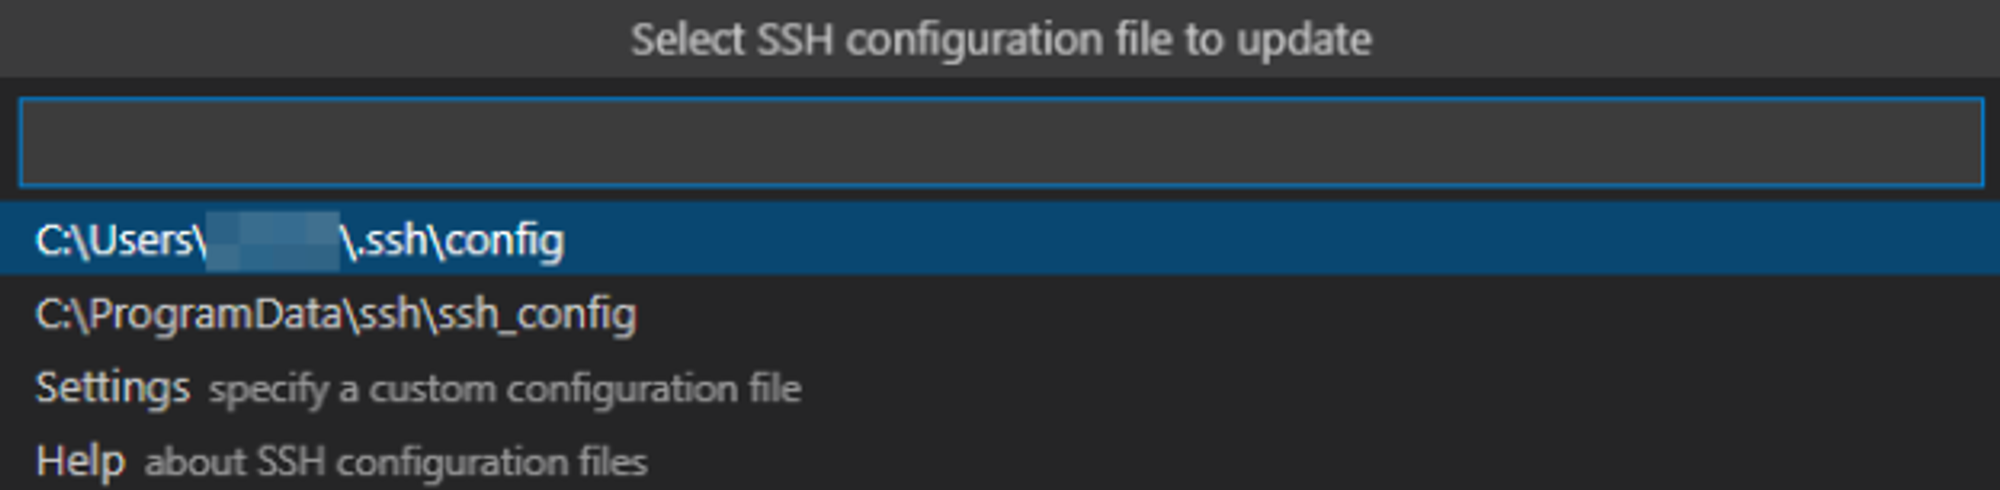 Select SSH configuration file to update
C:\Users\ \.ssh\config
C:\ProgramData\ssh\ssh_config
Settings specify a custom configuration file
Help about SSH configuration files